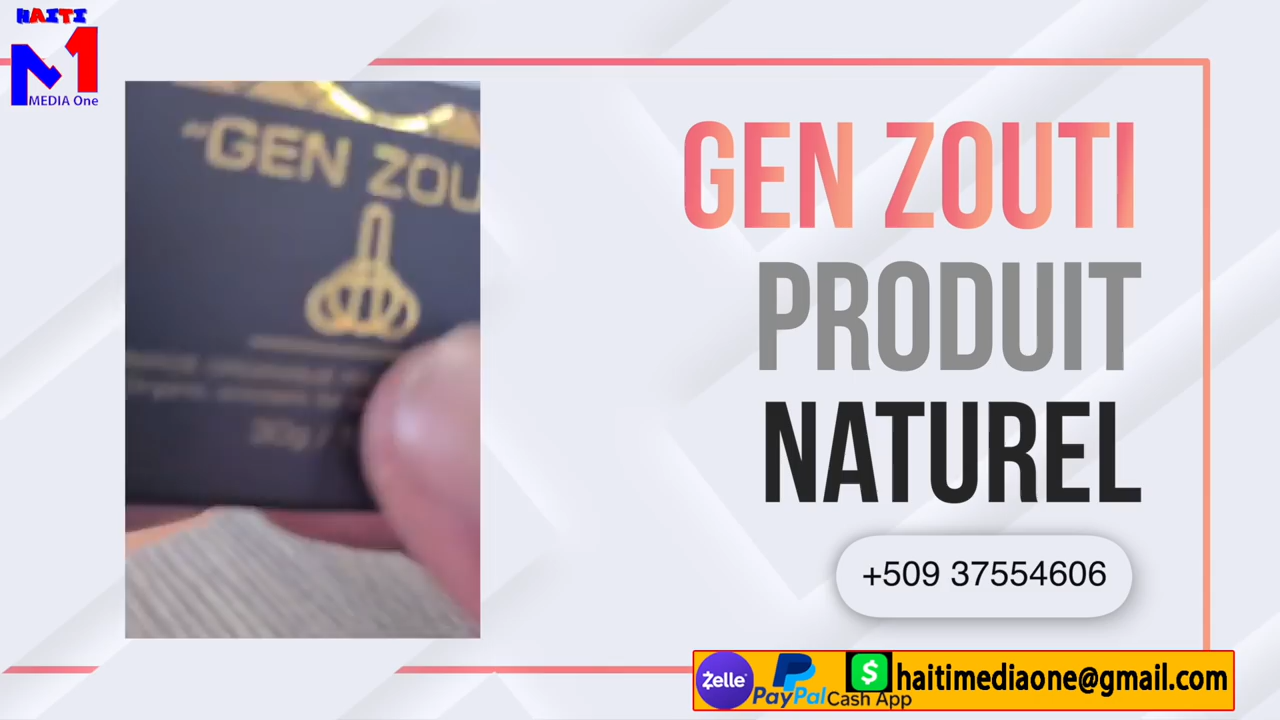 HAITI
M1
MEDIA One
"GEN ZOU
GEN ZOUTI
PRODUIT
NATUREL
+509 37554606
Zelle
PayPal
$
Cash App
haitimediaone@gmail.com